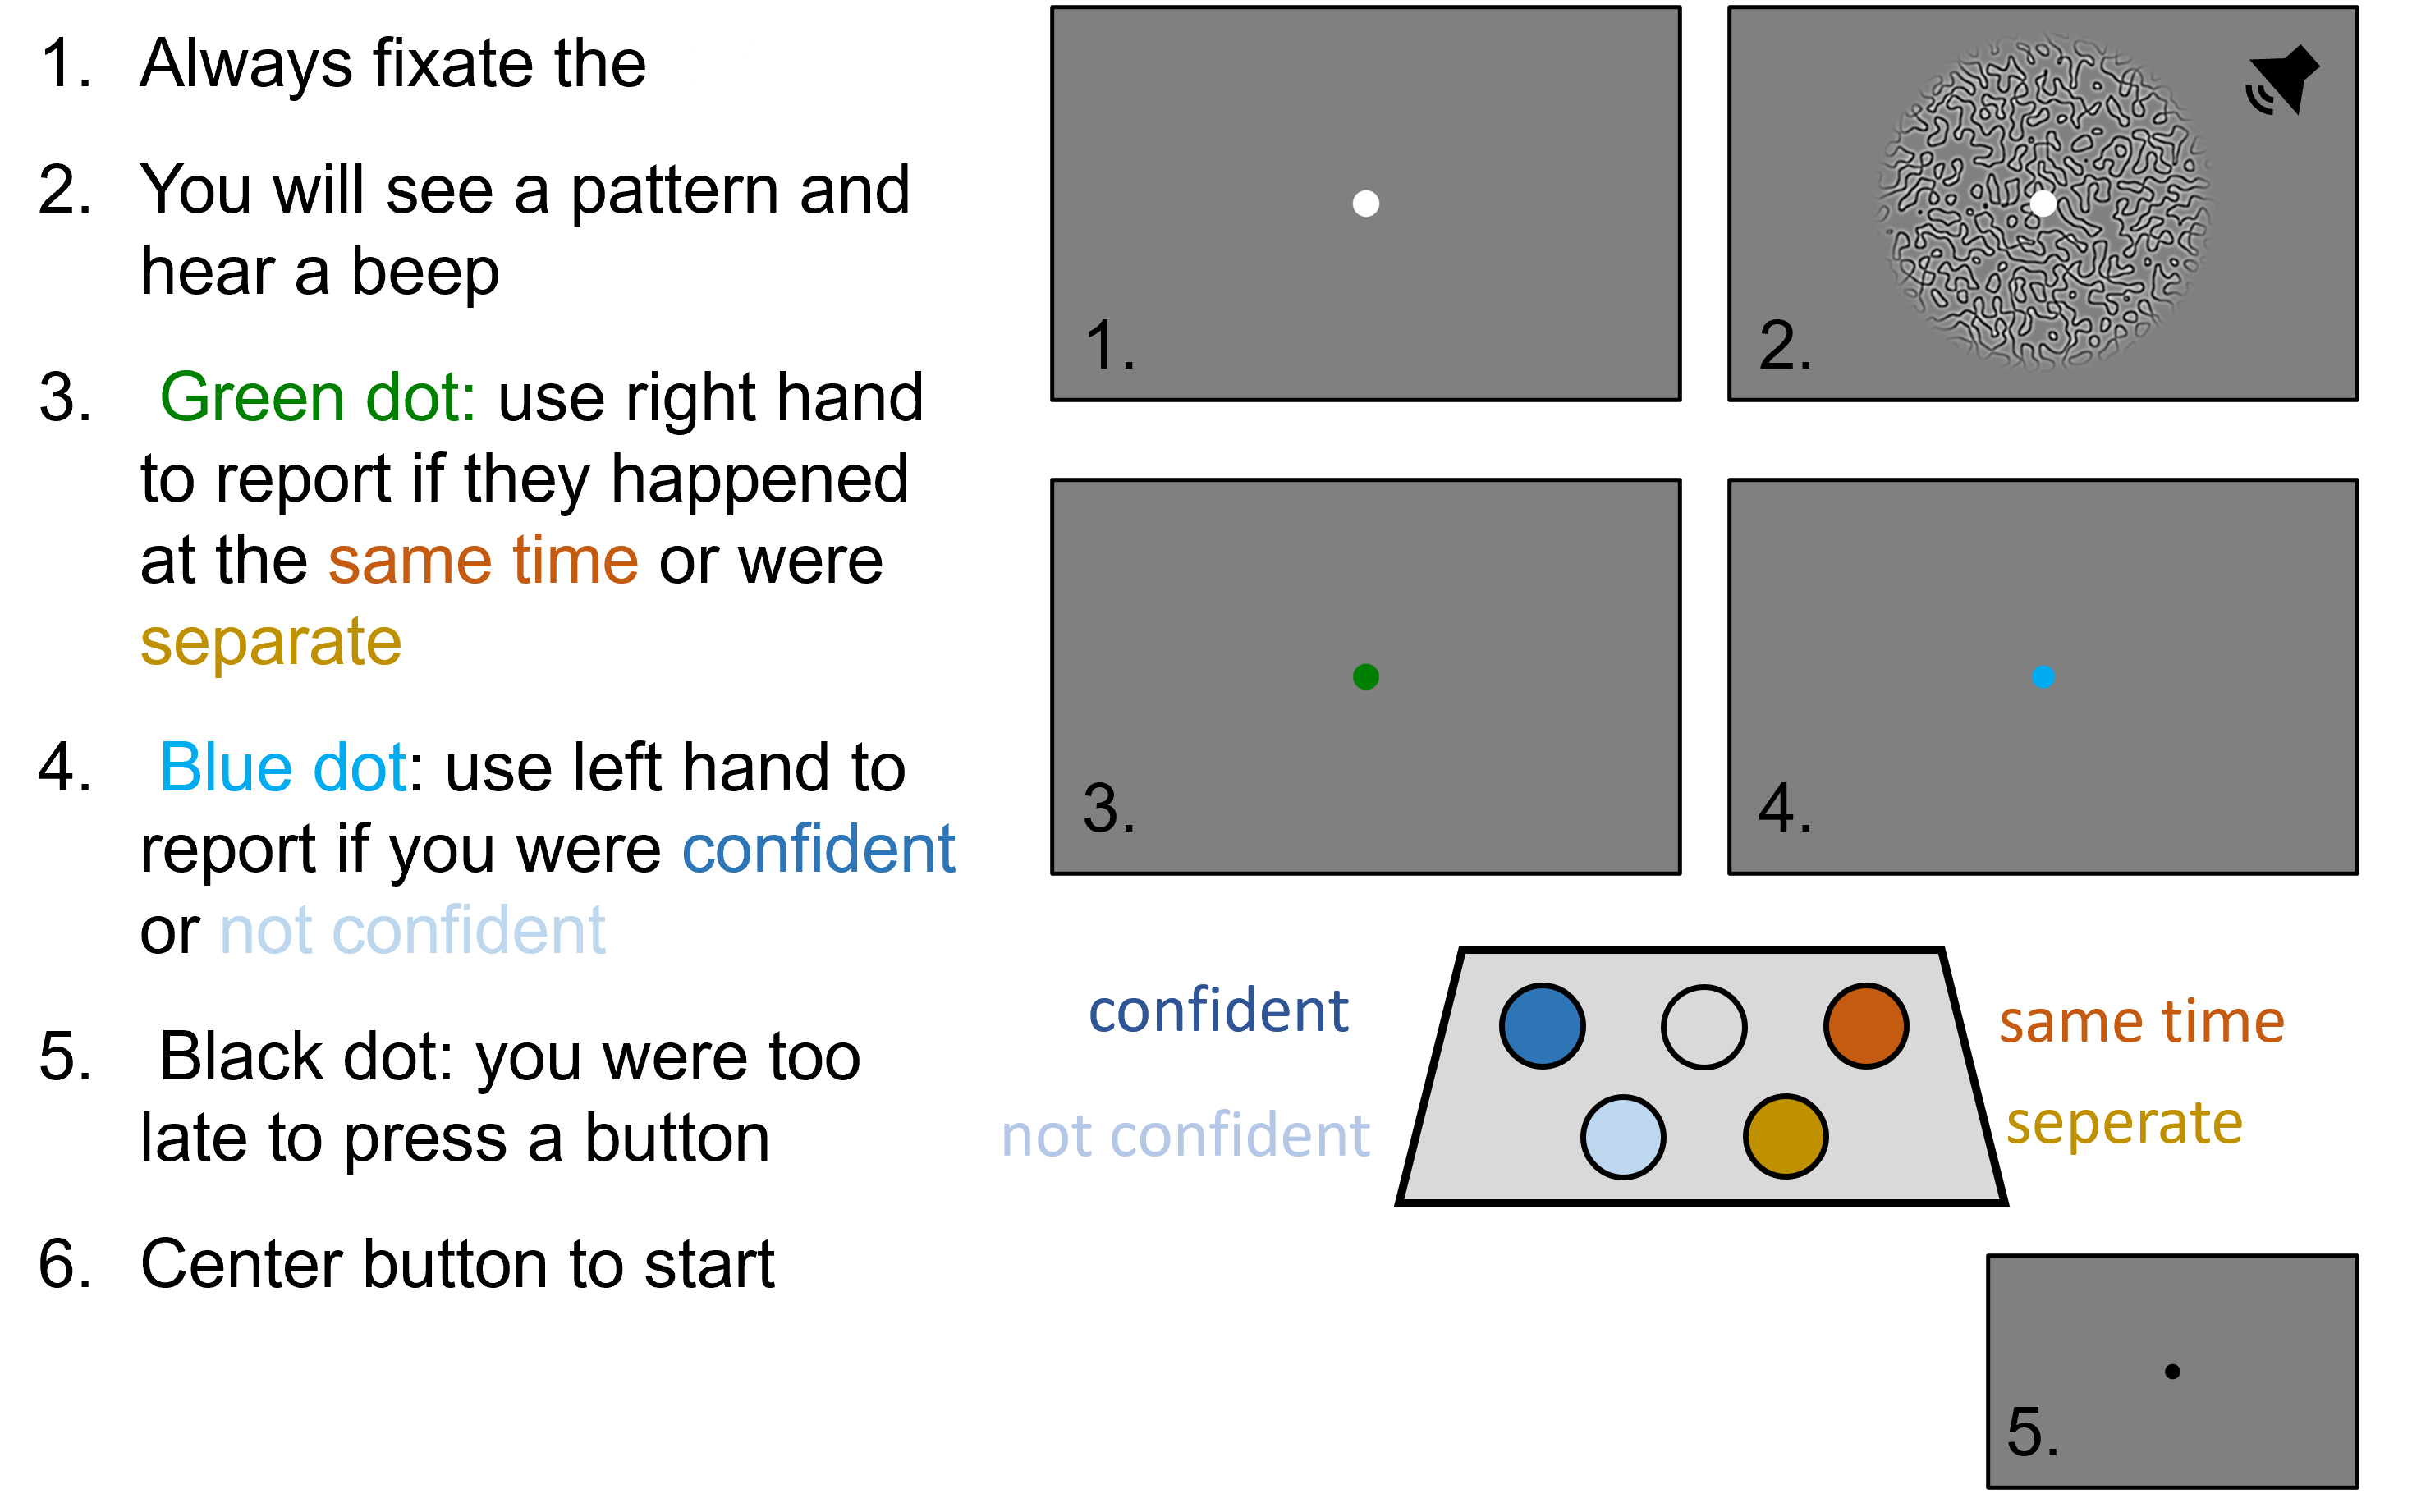 1. Always fixate the
2. You will see a pattern and
hear a beep
3. Green dot: use right hand
to report if they happened
at the same time or were
separate
4. Blue dot: use left hand to
report if you were confident
or not confident
5. Black dot: you were too
late to press a button
6. Center button to start
1.
2.
3.
4.
confident
same time
not confident
seperate
5.